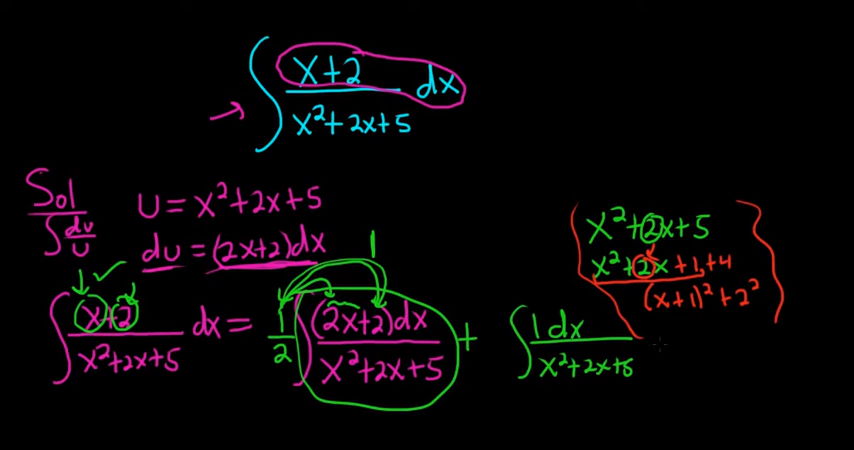 ∫ (x+2)/(x²+2x+5) dx
Sol
∫ du/u
u = x²+2x+5
du = (2x+2)dx
1
x²+2x+5
x²+2x+1+4
(x+1)²+2²
∫ (x+2)/(x²+2x+5) dx = 1/2 ∫ (2x+2)dx/(x²+2x+5) + ∫ 1dx/(x²+2x+5)